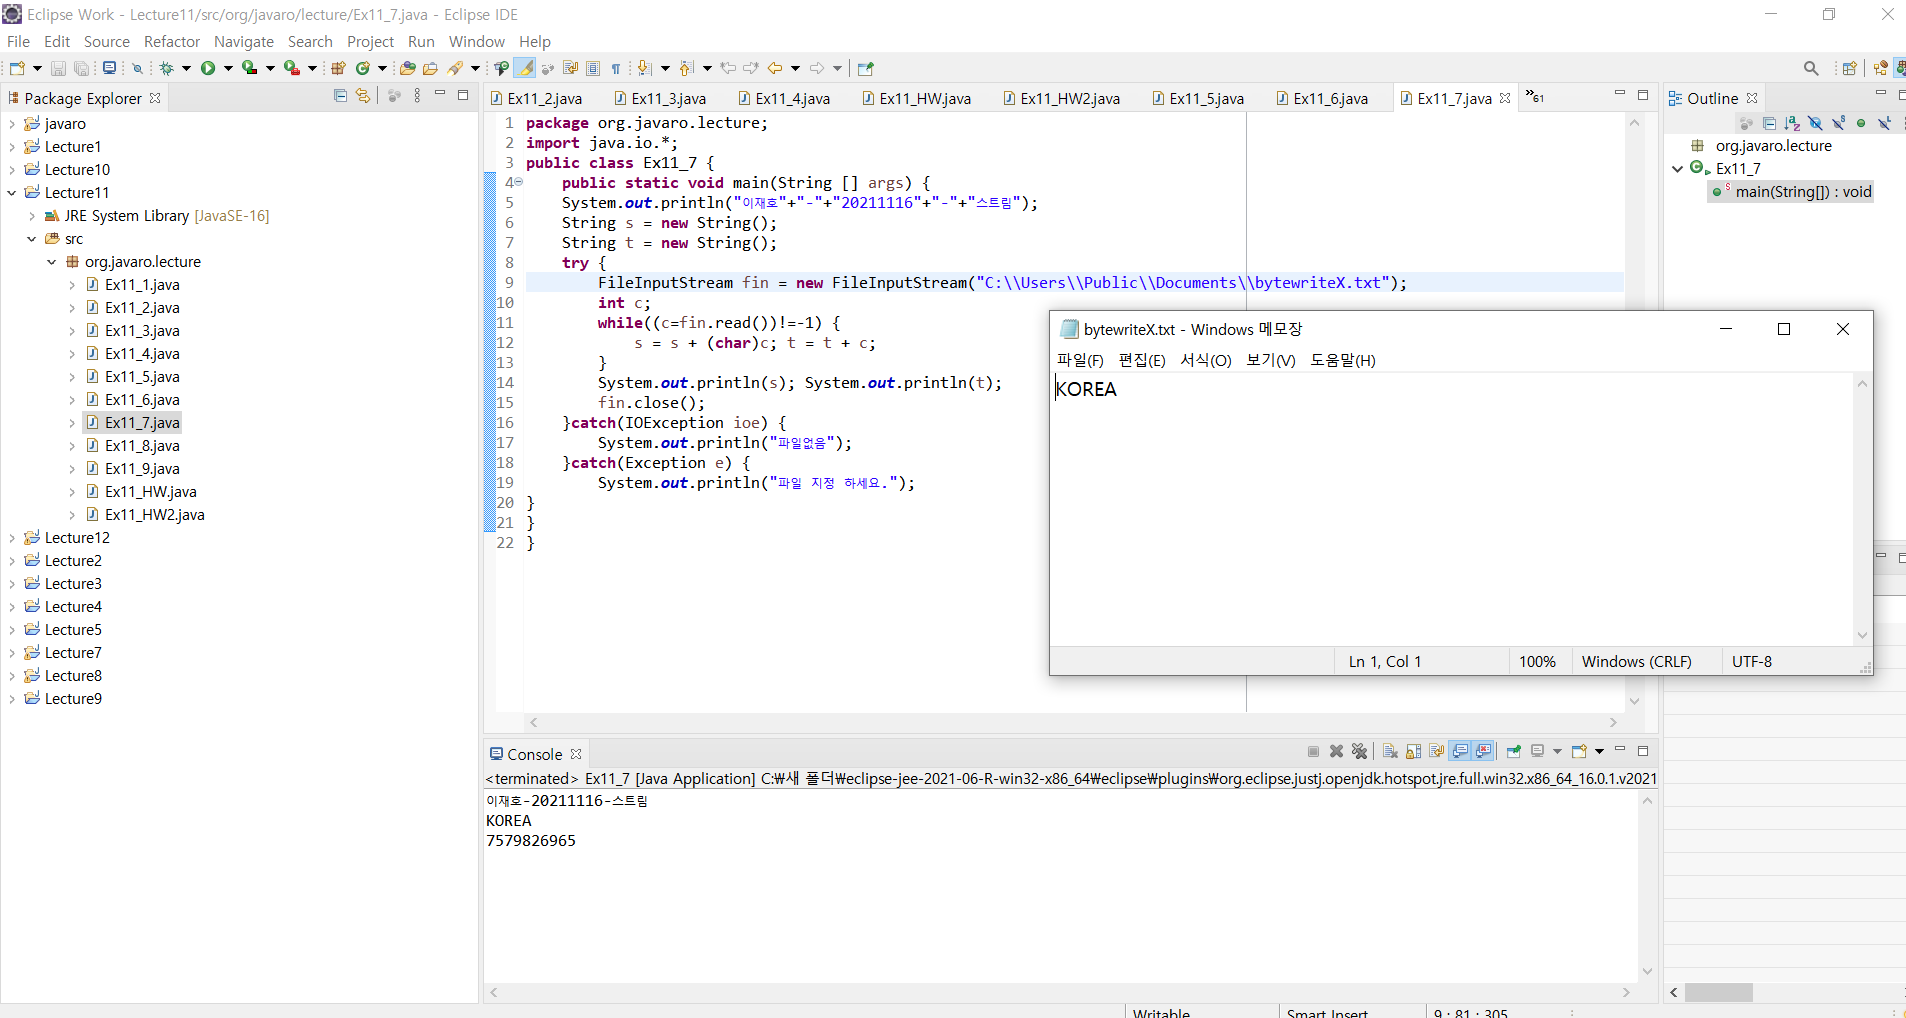 Eclipse Work - Lecture11/src/org/javaro/lecture/Ex11_7.java - Eclipse IDE
File Edit Source Refactor Navigate Search Project Run Window Help
Package Explorer
javaro
Lecture1
Lecture10
Lecture11
JRE System Library [JavaSE-16]
src
org.javaro.lecture
Ex11_1.java
Ex11_2.java
Ex11_3.java
Ex11_4.java
Ex11_5.java
Ex11_6.java
Ex11_7.java
Ex11_8.java
Ex11_9.java
Ex11_HW.java
Ex11_HW2.java
Lecture12
Lecture2
Lecture3
Lecture4
Lecture5
Lecture7
Lecture8
Lecture9
Ex11_2.java Ex11_3.java Ex11_4.java Ex11_HW.java Ex11_HW2.java Ex11_5.java Ex11_6.java Ex11_7.java »61
1 package org.javaro.lecture;
2 import java.io.*;
3 public class Ex11_7 {
4 public static void main(String [] args) {
5 System.out.println("이재호"+"-"+"20211116"+"-"+"스트림");
6 String s = new String();
7 String t = new String();
8 try {
9 FileInputStream fin = new FileInputStream("C:\\Users\\Public\\Documents\\bytewriteX.txt");
10 int c;
11 while((c=fin.read())!=-1) {
12 s = s + (char)c; t = t + c;
13 }
14 System.out.println(s); System.out.println(t);
15 fin.close();
16 }catch(IOException ioe) {
17 System.out.println("파일없음");
18 }catch(Exception e) {
19 System.out.println("파일 지정 하세요.");
20 }
21 }
22 }
bytewriteX.txt - Windows 메모장
파일(F) 편집(E) 서식(O) 보기(V) 도움말(H)
KOREA
Ln 1, Col 1 100% Windows (CRLF) UTF-8
Outline
org.javaro.lecture
Ex11_7
main(String[]) : void
Console
<terminated> Ex11_7 [Java Application] C:₩새 폴더₩eclipse-jee-2021-06-R-win32-x86_64₩eclipse₩plugins₩org.eclipse.justj.openjdk.hotspot.jre.full.win32.x86_64_16.0.1.v2021
이재호-20211116-스트림
KOREA
7579826965
Writable Smart Insert 9 : 81 : 305